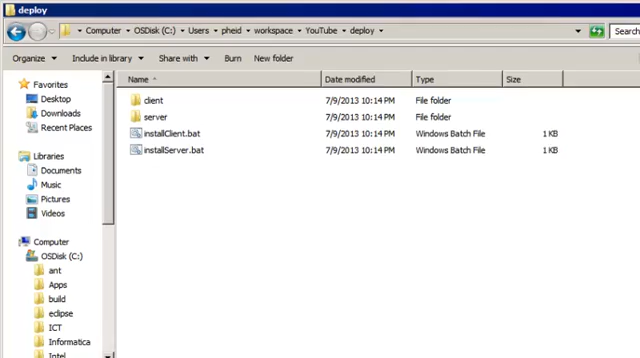 deploy
Computer ▸ OSDisk (C:) ▸ Users ▸ pheid ▸ workspace ▸ YouTube ▸ deploy ▸ Search
Organize Include in library Share with Burn New folder
Name Date modified Type Size
Favorites
Desktop
Downloads
Recent Places
Libraries
Documents
Music
Pictures
Videos
Computer
OSDisk (C:)
ant
Apps
build
eclipse
ICT
Informatica
Intel
client 7/9/2013 10:14 PM File folder
server 7/9/2013 10:14 PM File folder
installClient.bat 7/9/2013 10:14 PM Windows Batch File 1 KB
installServer.bat 7/9/2013 10:14 PM Windows Batch File 1 KB